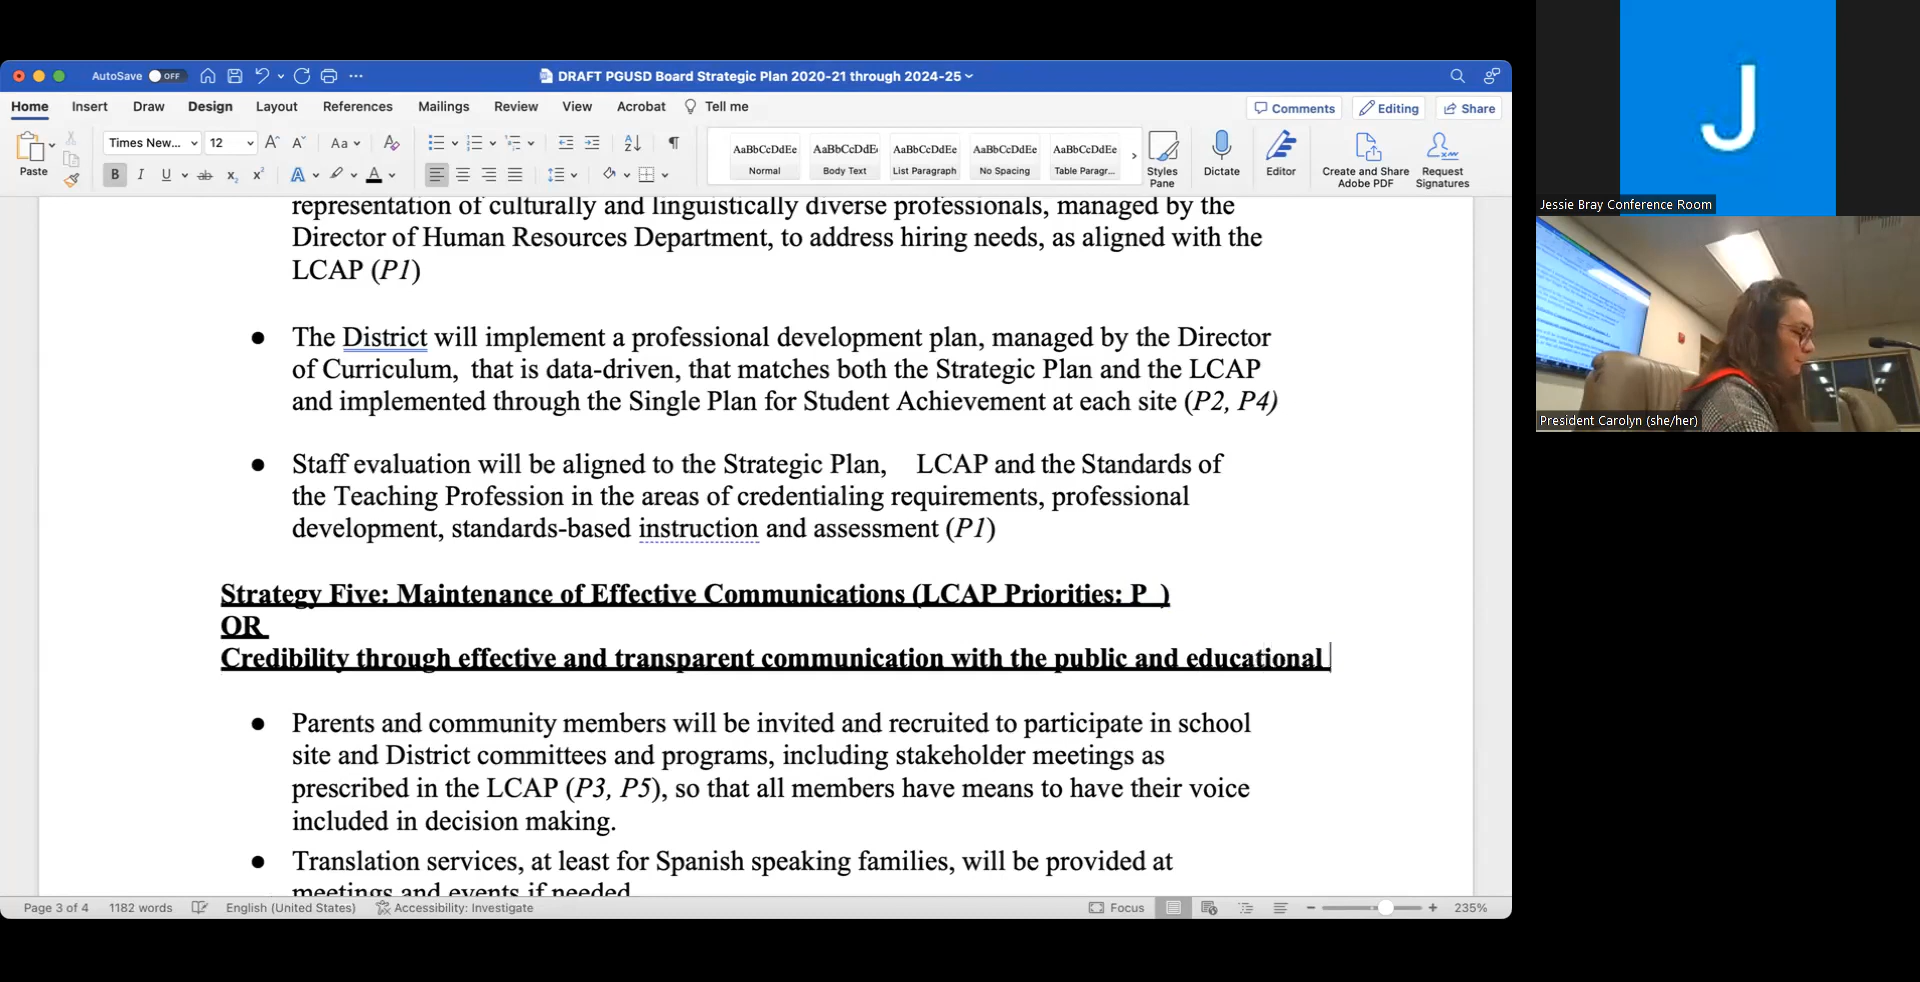 AutoSave OFF
DRAFT PGUSD Board Strategic Plan 2020-21 through 2024-25
Home Insert Draw Design Layout References Mailings Review View Acrobat Tell me
Comments Editing Share
Paste
Times New... 12 Aa
B I U ab x₂ x² A A
AaBbCcDdEe AaBbCcDdE AaBbCcDdEe AaBbCcDdEe AaBbCcDdEe
Normal Body Text List Paragraph No Spacing Table Paragr...
Styles Pane
Dictate
Editor
Create and Share Adobe PDF
Request Signatures
representation of culturally and linguistically diverse professionals, managed by the
Director of Human Resources Department, to address hiring needs, as aligned with the
LCAP (P1)
● The District will implement a professional development plan, managed by the Director
of Curriculum, that is data-driven, that matches both the Strategic Plan and the LCAP
and implemented through the Single Plan for Student Achievement at each site (P2, P4)
● Staff evaluation will be aligned to the Strategic Plan, LCAP and the Standards of
the Teaching Profession in the areas of credentialing requirements, professional
development, standards-based instruction and assessment (P1)
Strategy Five: Maintenance of Effective Communications (LCAP Priorities: P )
OR
Credibility through effective and transparent communication with the public and educational
● Parents and community members will be invited and recruited to participate in school
site and District committees and programs, including stakeholder meetings as
prescribed in the LCAP (P3, P5), so that all members have means to have their voice
included in decision making.
● Translation services, at least for Spanish speaking families, will be provided at
meetings and events if needed
Page 3 of 4 1182 words English (United States) Accessibility: Investigate
Focus 235%
J
Jessie Bray Conference Room
President Carolyn (she/her)